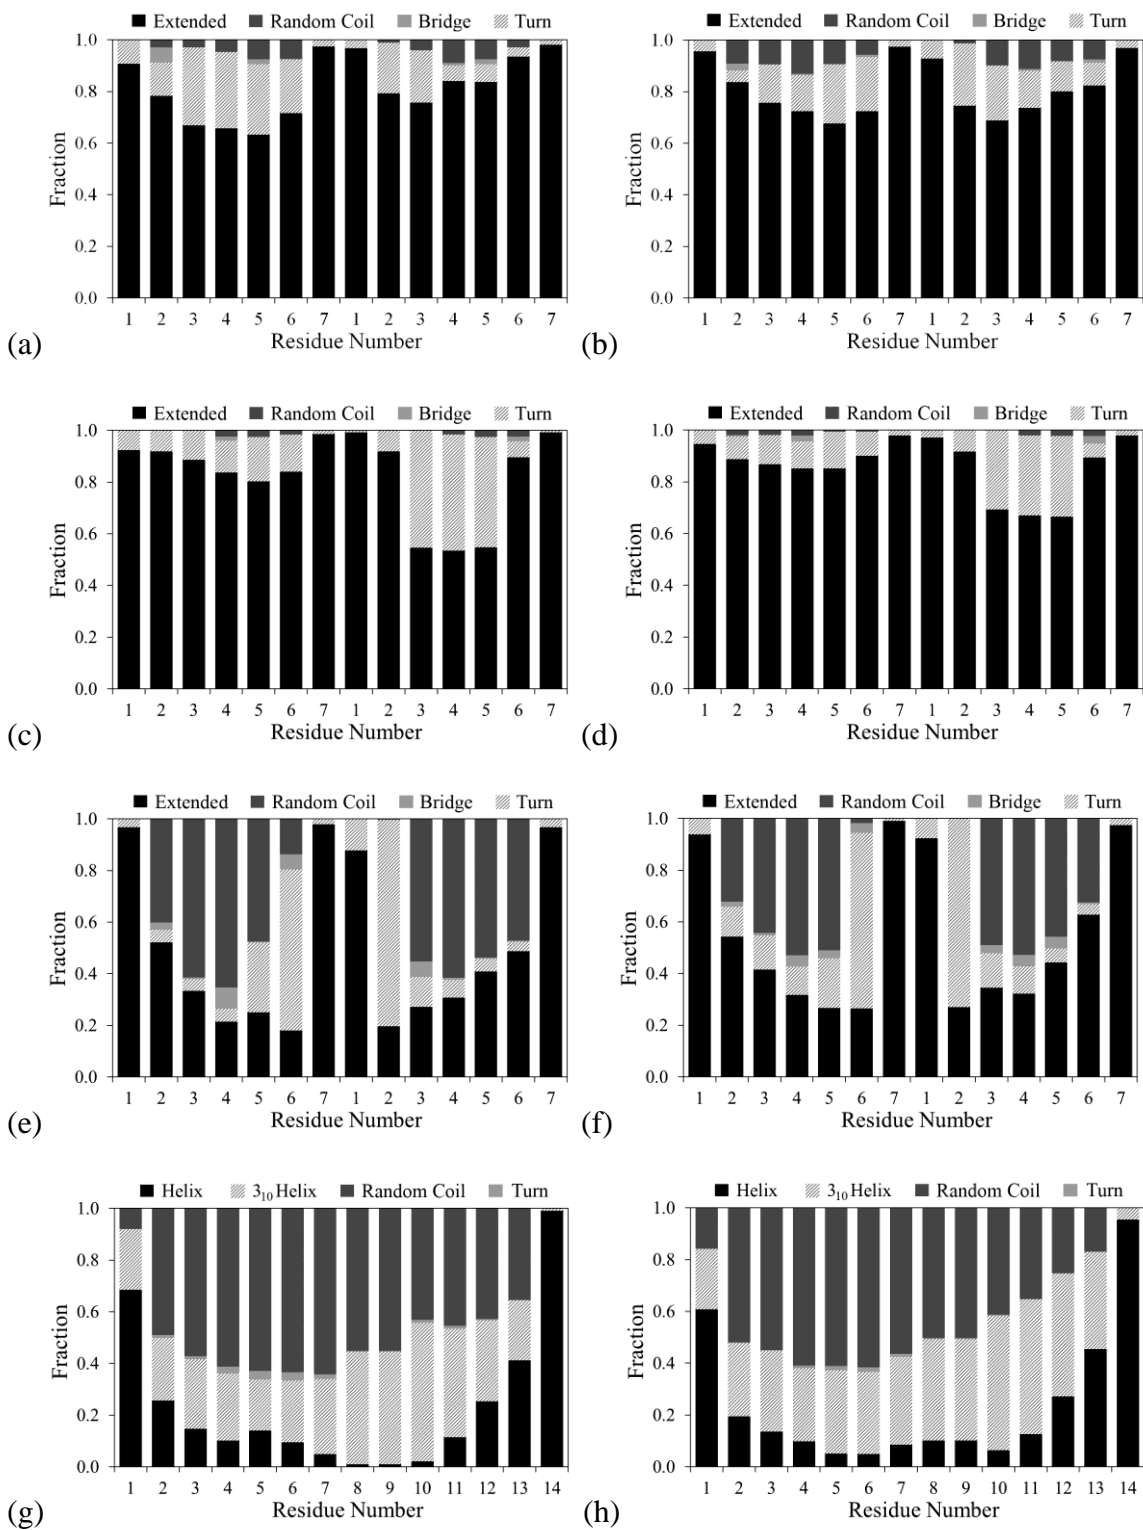 Extended Random Coil Bridge Turn
Extended Random Coil Bridge Turn
1.0
0.8
0.6
0.4
0.2
0.0
Fraction
1 2 3 4 5 6 7 1 2 3 4 5 6 7
Residue Number
(a)
1.0
0.8
0.6
0.4
0.2
0.0
Fraction
1 2 3 4 5 6 7 1 2 3 4 5 6 7
Residue Number
(b)
Extended Random Coil Bridge Turn
Extended Random Coil Bridge Turn
1.0
0.8
0.6
0.4
0.2
0.0
Fraction
1 2 3 4 5 6 7 1 2 3 4 5 6 7
Residue Number
(c)
1.0
0.8
0.6
0.4
0.2
0.0
Fraction
1 2 3 4 5 6 7 1 2 3 4 5 6 7
Residue Number
(d)
Extended Random Coil Bridge Turn
Extended Random Coil Bridge Turn
1.0
0.8
0.6
0.4
0.2
0.0
Fraction
1 2 3 4 5 6 7 1 2 3 4 5 6 7
Residue Number
(e)
1.0
0.8
0.6
0.4
0.2
0.0
Fraction
1 2 3 4 5 6 7 1 2 3 4 5 6 7
Residue Number
(f)
Helix 3₁₀ Helix Random Coil Turn
Helix 3₁₀ Helix Random Coil Turn
1.0
0.8
0.6
0.4
0.2
0.0
Fraction
1 2 3 4 5 6 7 8 9 10 11 12 13 14
Residue Number
(g)
1.0
0.8
0.6
0.4
0.2
0.0
Fraction
1 2 3 4 5 6 7 8 9 10 11 12 13 14
Residue Number
(h)